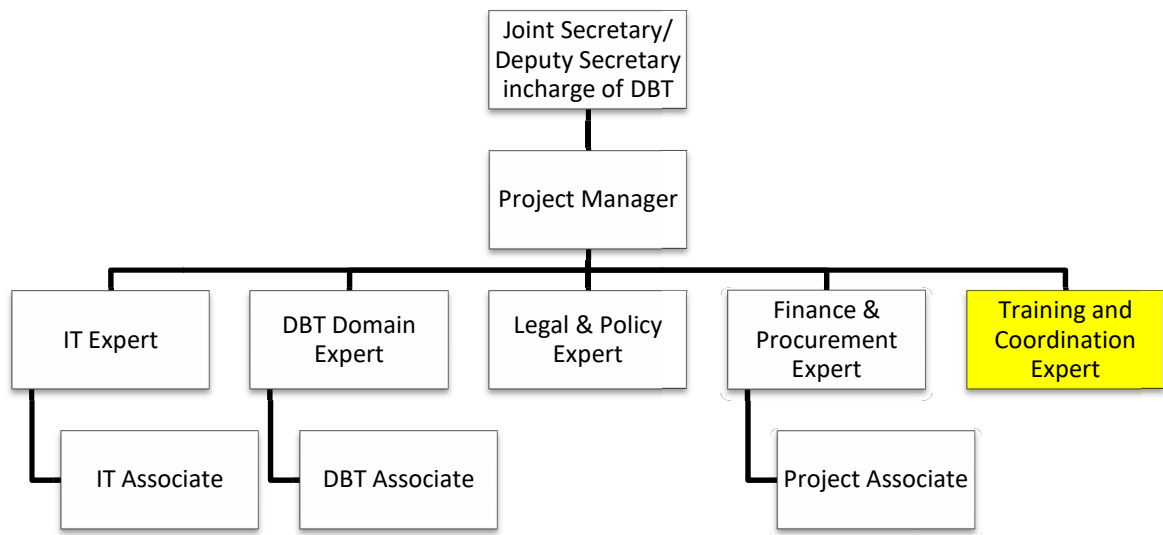 Joint Secretary/
Deputy Secretary
incharge of DBT
Project Manager
IT Expert
DBT Domain
Expert
Legal & Policy
Expert
Finance &
Procurement
Expert
Training and
Coordination
Expert
IT Associate
DBT Associate
Project Associate